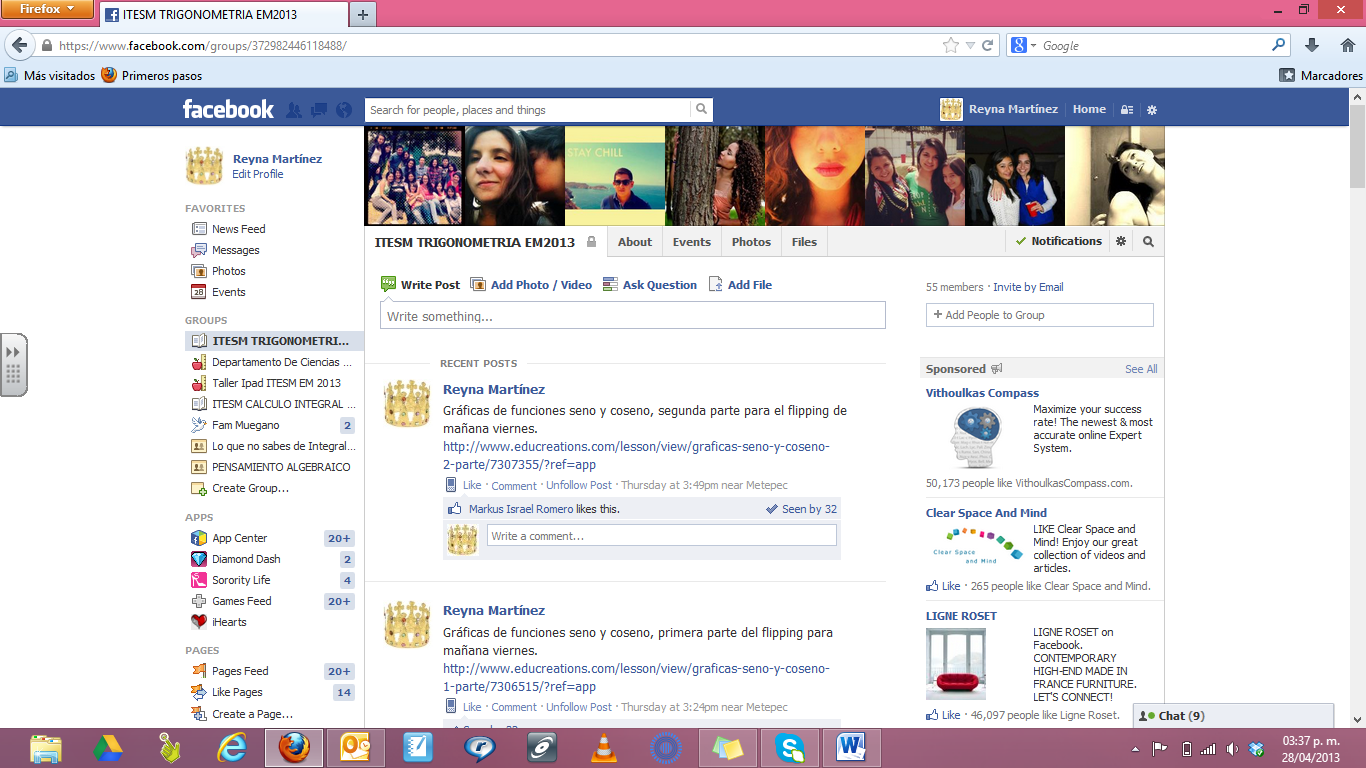 Firefox
ITESM TRIGONOMETRIA EM2013
https://www.facebook.com/groups/372982446118488/
Google
Más visitados
Primeros pasos
Marcadores
facebook
Search for people, places and things
Reyna Martínez
Home
Reyna Martínez
Edit Profile
FAVORITES
News Feed
Messages
Photos
28 Events
GROUPS
ITESM TRIGONOMETRI...
Departamento De Ciencias ...
Taller Ipad ITESM EM 2013
ITESM CALCULO INTEGRAL ...
Fam Muegano 2
Lo que no sabes de Integral...
PENSAMIENTO ALGEBRAICO
Create Group...
APPS
App Center 20+
Diamond Dash 2
Sorority Life 4
Games Feed 20+
iHearts
PAGES
Pages Feed 20+
Like Pages 14
Create a Page...
STAY CHILL
ITESM TRIGONOMETRIA EM2013
About
Events
Photos
Files
Notifications
Write Post
Add Photo / Video
Ask Question
Add File
Write something...
RECENT POSTS
Reyna Martínez
Gráficas de funciones seno y coseno, segunda parte para el flipping de
mañana viernes.
http://www.educreations.com/lesson/view/graficas-seno-y-coseno-
2-parte/7307355/?ref=app
Like · Comment · Unfollow Post · Thursday at 3:49pm near Metepec
Markus Israel Romero likes this.
Seen by 32
Write a comment...
Reyna Martínez
Gráficas de funciones seno y coseno, primera parte del flipping para
mañana viernes.
http://www.educreations.com/lesson/view/graficas-seno-y-coseno-
1-parte/7306515/?ref=app
Like · Comment · Unfollow Post · Thursday at 3:24pm near Metepec
55 members · Invite by Email
+ Add People to Group
Sponsored
See All
Vithoulkas Compass
Maximize your success
rate! The newest & most
accurate online Expert
System.
50,173 people like VithoulkasCompass.com.
Clear Space And Mind
Clear Space
and Mind
LIKE Clear Space and
Mind! Enjoy our great
collection of videos and
articles.
Like · 265 people like Clear Space and Mind.
LIGNE ROSET
LIGNE ROSET on
Facebook.
CONTEMPORARY
HIGH-END MADE IN
FRANCE FURNITURE.
LET'S CONNECT!
Like · 46,097 people like Ligne Roset.
Chat (9)
03:37 p. m.
28/04/2013